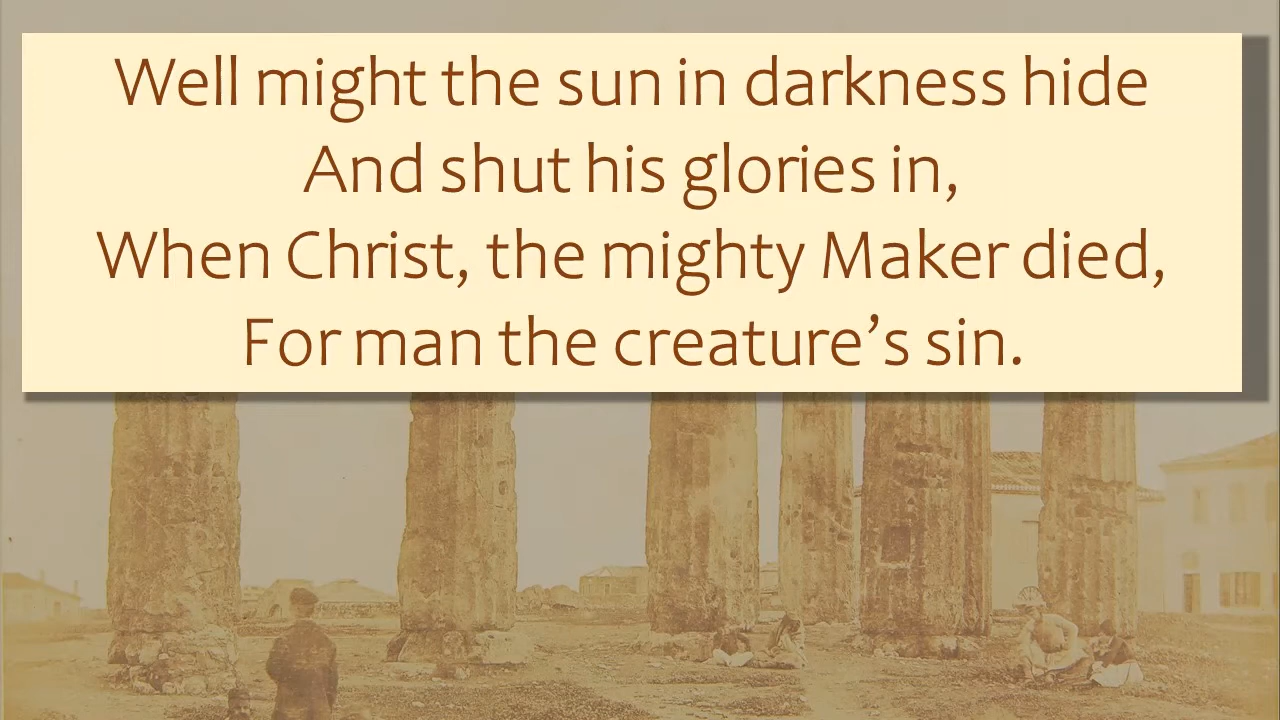 Well might the sun in darkness hide
And shut his glories in,
When Christ, the mighty Maker died,
For man the creature’s sin.